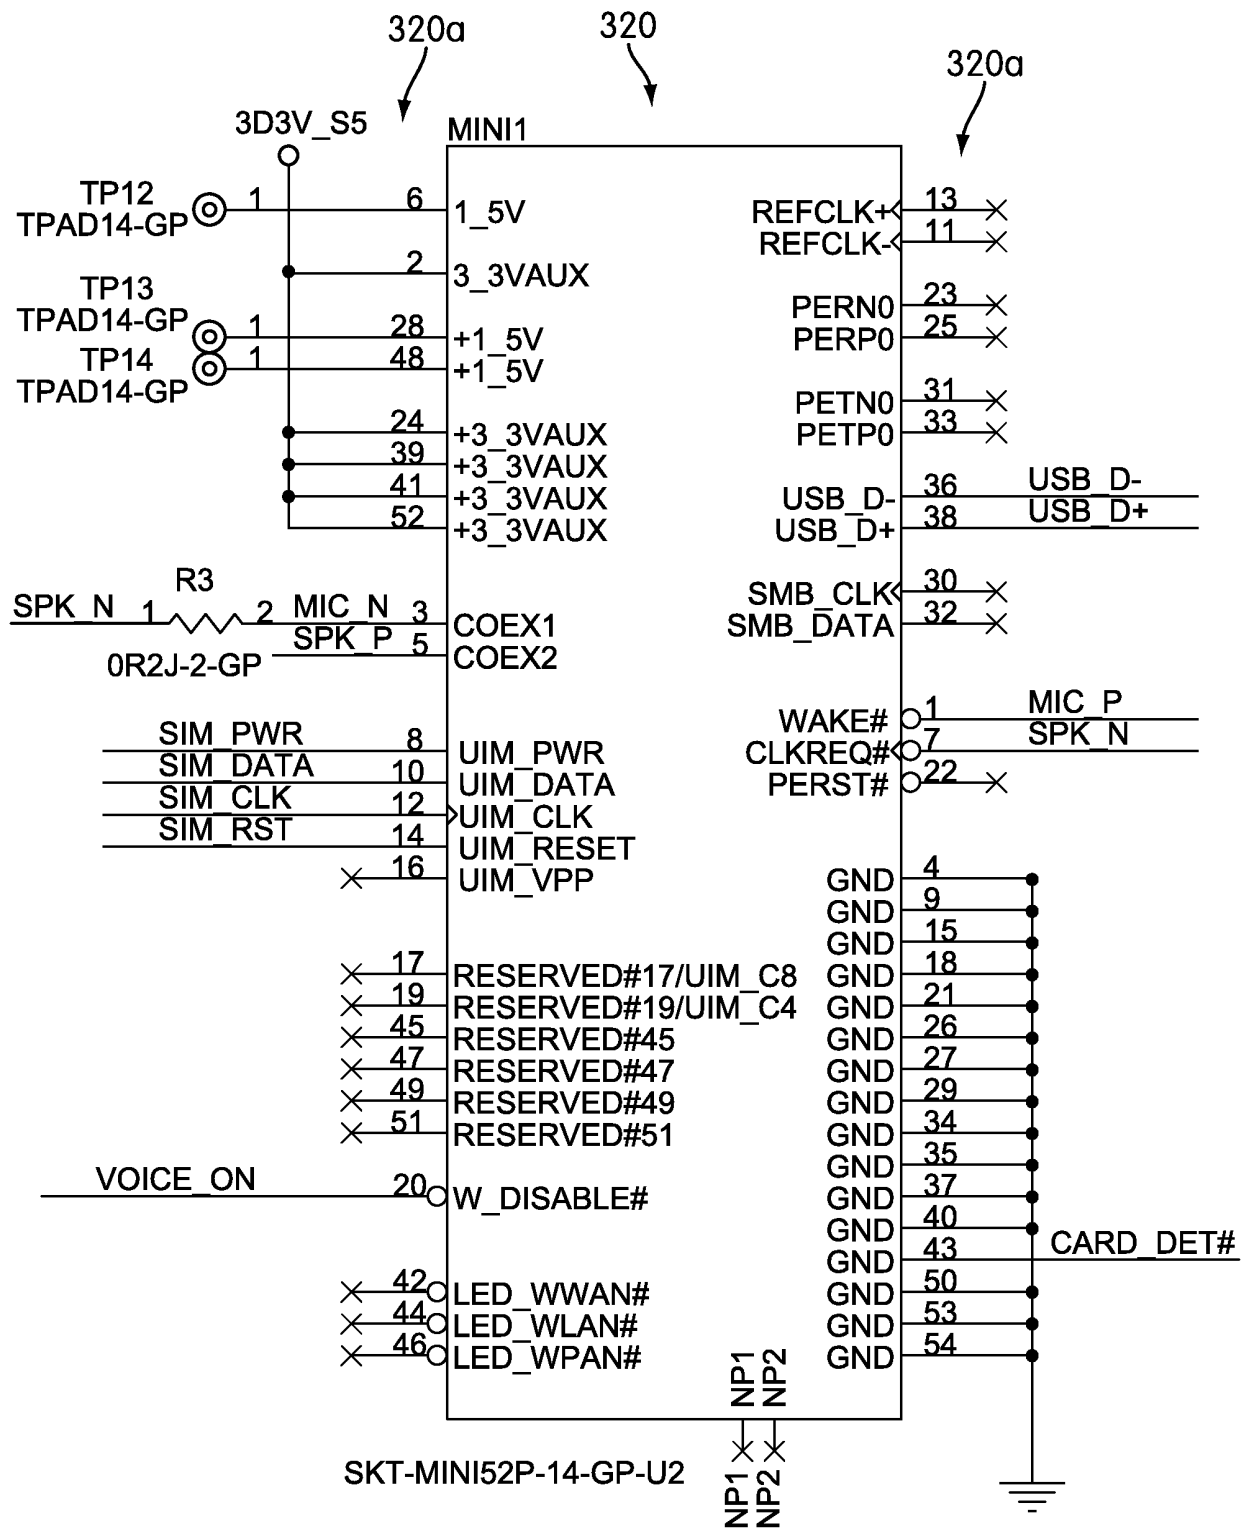 320a
320
320a
3D3V_S5
MINI1
TP12
TPAD14-GP
1
6
1_5V
2
3_3VAUX
TP13
TPAD14-GP
1
28
+1_5V
TP14
TPAD14-GP
1
48
+1_5V
24
+3_3VAUX
39
+3_3VAUX
41
+3_3VAUX
52
+3_3VAUX
R3
SPK_N
1
2
MIC_N
3
COEX1
0R2J-2-GP
SPK_P
5
COEX2
SIM_PWR
8
UIM_PWR
SIM_DATA
10
UIM_DATA
SIM_CLK
12
UIM_CLK
SIM_RST
14
UIM_RESET
16
UIM_VPP
17
RESERVED#17/UIM_C8
19
RESERVED#19/UIM_C4
45
RESERVED#45
47
RESERVED#47
49
RESERVED#49
51
RESERVED#51
VOICE_ON
20
W_DISABLE#
42
LED_WWAN#
44
LED_WLAN#
46
LED_WPAN#
REFCLK+
13
REFCLK-
11
PERN0
23
PERP0
25
PETN0
31
PETP0
33
USB_D-
36
USB_D-
USB_D+
38
USB_D+
SMB_CLK
30
SMB_DATA
32
WAKE#
1
MIC_P
CLKREQ#
7
SPK_N
PERST#
22
GND
4
GND
9
GND
15
GND
18
GND
21
GND
26
GND
27
GND
29
GND
34
GND
35
GND
37
GND
40
GND
43
CARD_DET#
GND
50
GND
53
GND
54
NP1
NP2
NP1
NP2
SKT-MINI52P-14-GP-U2